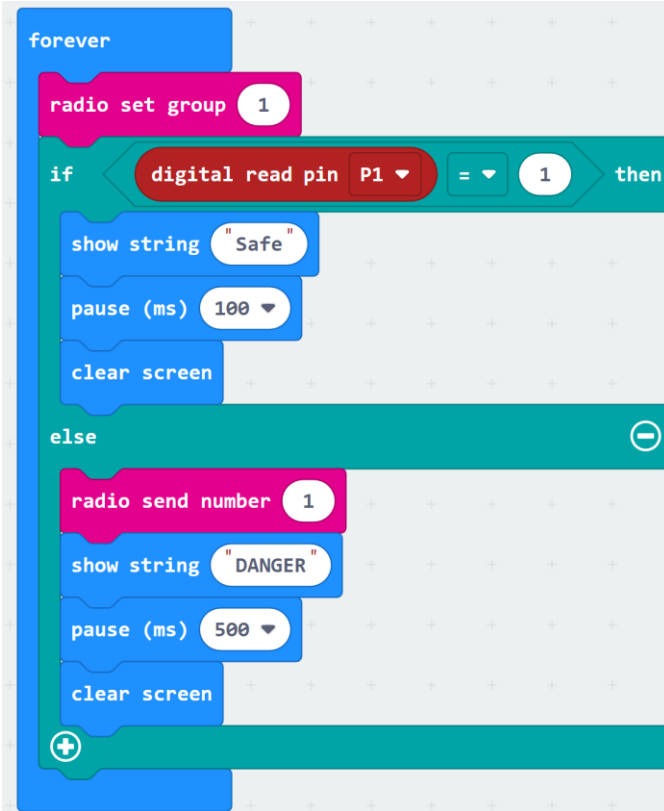 forever
radio set group 1
if digital read pin P1 = 1 then
show string "Safe"
pause (ms) 100
clear screen
else
radio send number 1
show string "DANGER"
pause (ms) 500
clear screen